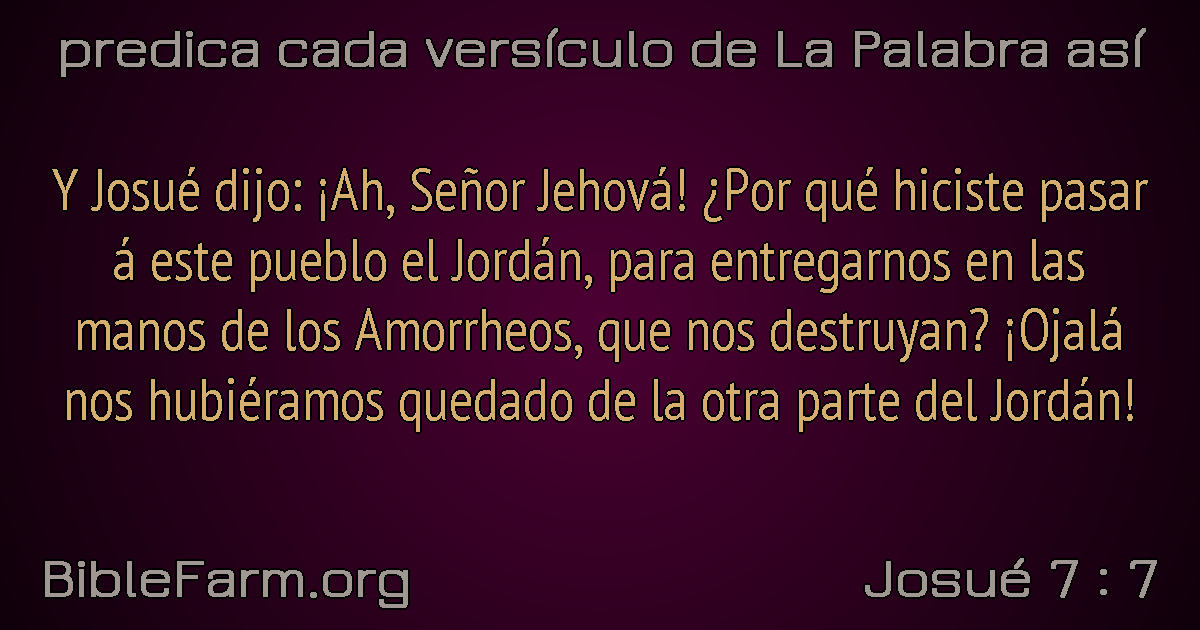 predica cada versículo de La Palabra así
Y Josué dijo: ¡Ah, Señor Jehová! ¿Por qué hiciste pasar
á este pueblo el Jordán, para entregarnos en las
manos de los Amorrheos, que nos destruyan? ¡Ojalá
nos hubiéramos quedado de la otra parte del Jordán!
BibleFarm.org
Josué 7 : 7